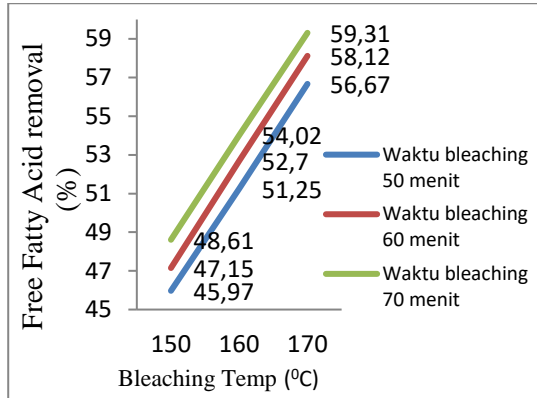 Free Fatty Acid removal
(%)
59
57
55
53
51
49
47
45
59,31
58,12
56,67
54,02
52,7
51,25
48,61
47,15
45,97
150 160 170
Bleaching Temp (⁰C)
Waktu bleaching
50 menit
Waktu bleaching
60 menit
Waktu bleaching
70 menit